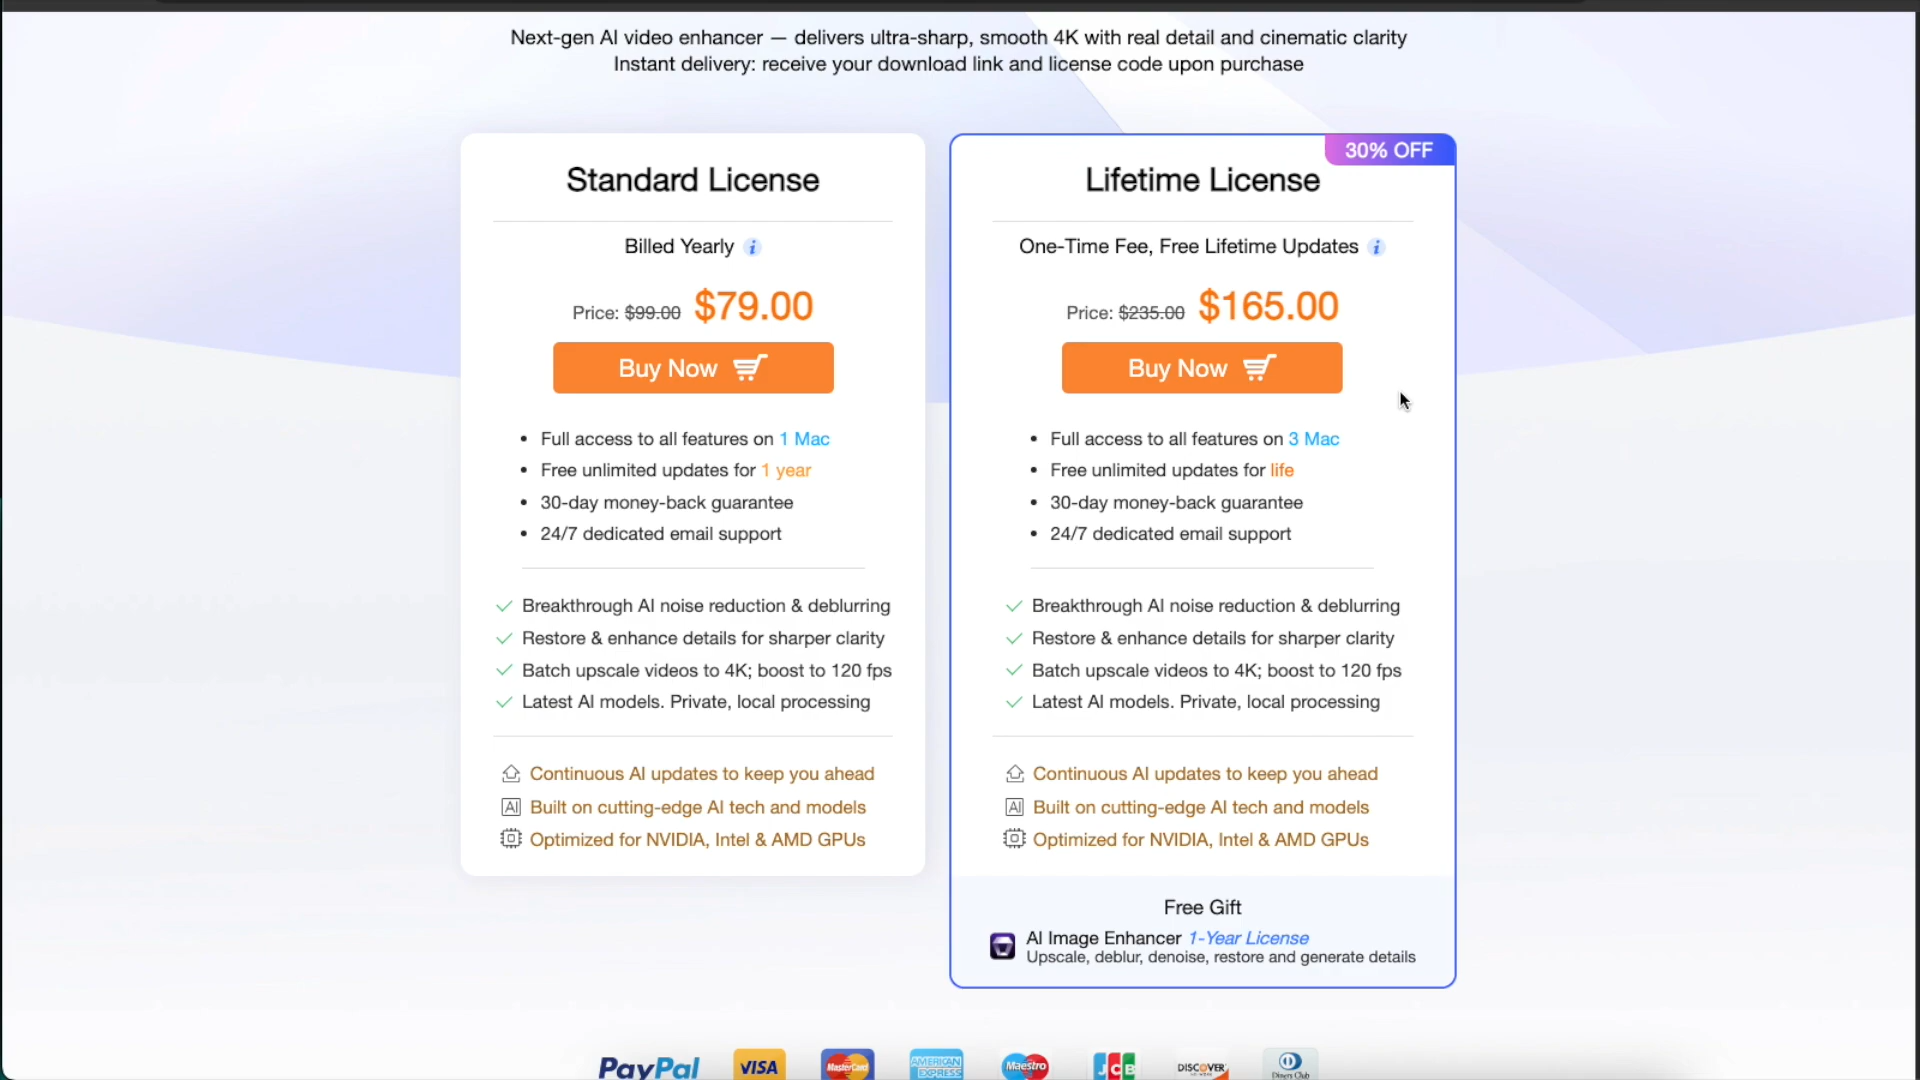 Next-gen AI video enhancer — delivers ultra-sharp, smooth 4K with real detail and cinematic clarity
Instant delivery: receive your download link and license code upon purchase
Standard License
Billed Yearly i
Price: $99.00 $79.00
Buy Now
Full access to all features on 1 Mac
Free unlimited updates for 1 year
30-day money-back guarantee
24/7 dedicated email support
Breakthrough AI noise reduction & deblurring
Restore & enhance details for sharper clarity
Batch upscale videos to 4K; boost to 120 fps
Latest AI models. Private, local processing
Continuous AI updates to keep you ahead
AI Built on cutting-edge AI tech and models
Optimized for NVIDIA, Intel & AMD GPUs
30% OFF
Lifetime License
One-Time Fee, Free Lifetime Updates i
Price: $235.00 $165.00
Buy Now
Full access to all features on 3 Mac
Free unlimited updates for life
30-day money-back guarantee
24/7 dedicated email support
Breakthrough AI noise reduction & deblurring
Restore & enhance details for sharper clarity
Batch upscale videos to 4K; boost to 120 fps
Latest AI models. Private, local processing
Continuous AI updates to keep you ahead
AI Built on cutting-edge AI tech and models
Optimized for NVIDIA, Intel & AMD GPUs
Free Gift
AI Image Enhancer 1-Year License
Upscale, deblur, denoise, restore and generate details
PayPal VISA MasterCard AMERICAN EXPRESS Maestro JCB DISCOVER Diners Club